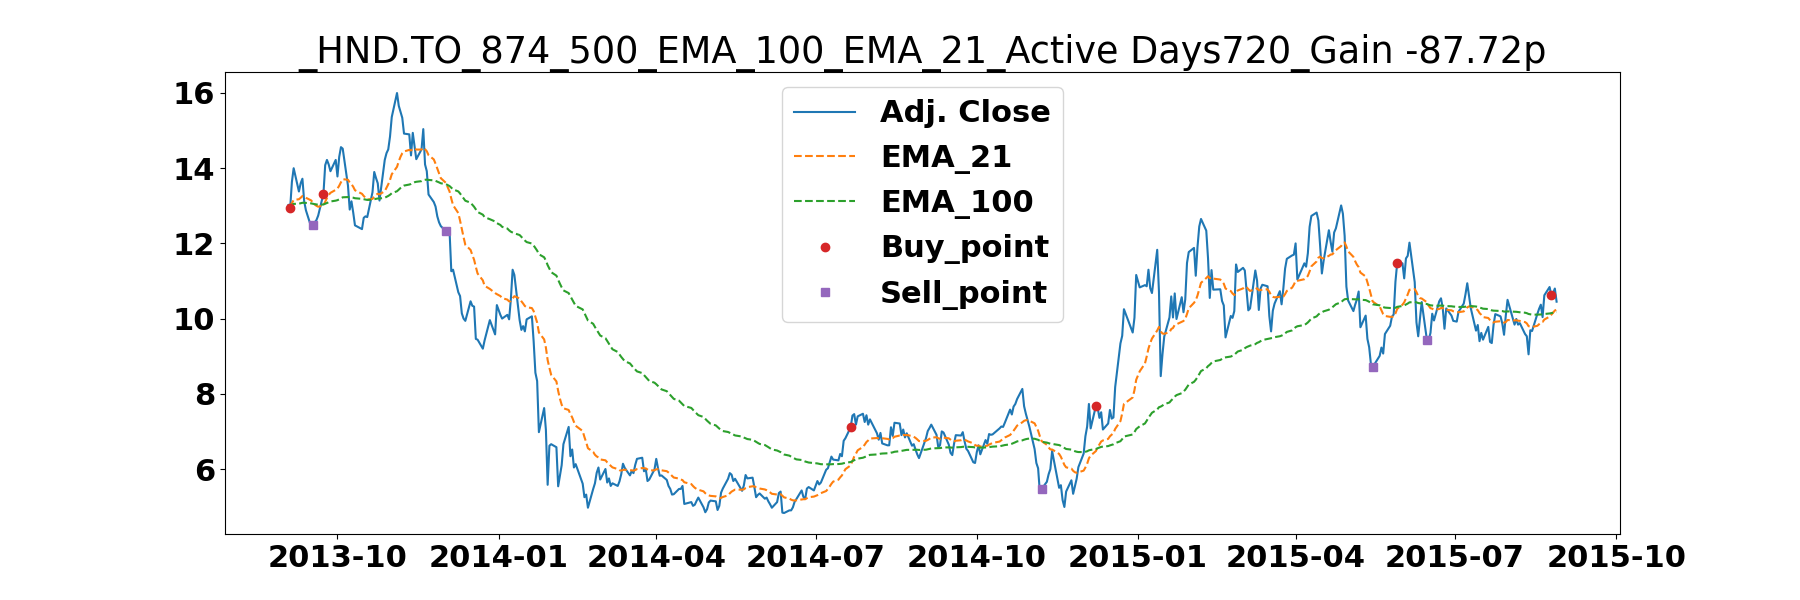 _HND.TO_874_500_EMA_100_EMA_21_Active Days720_Gain -87.72p
16
14
12
10
8
6
Adj. Close
EMA_21
EMA_100
Buy_point
Sell_point
2013-10 2014-01 2014-04 2014-07 2014-10 2015-01 2015-04 2015-07 2015-10